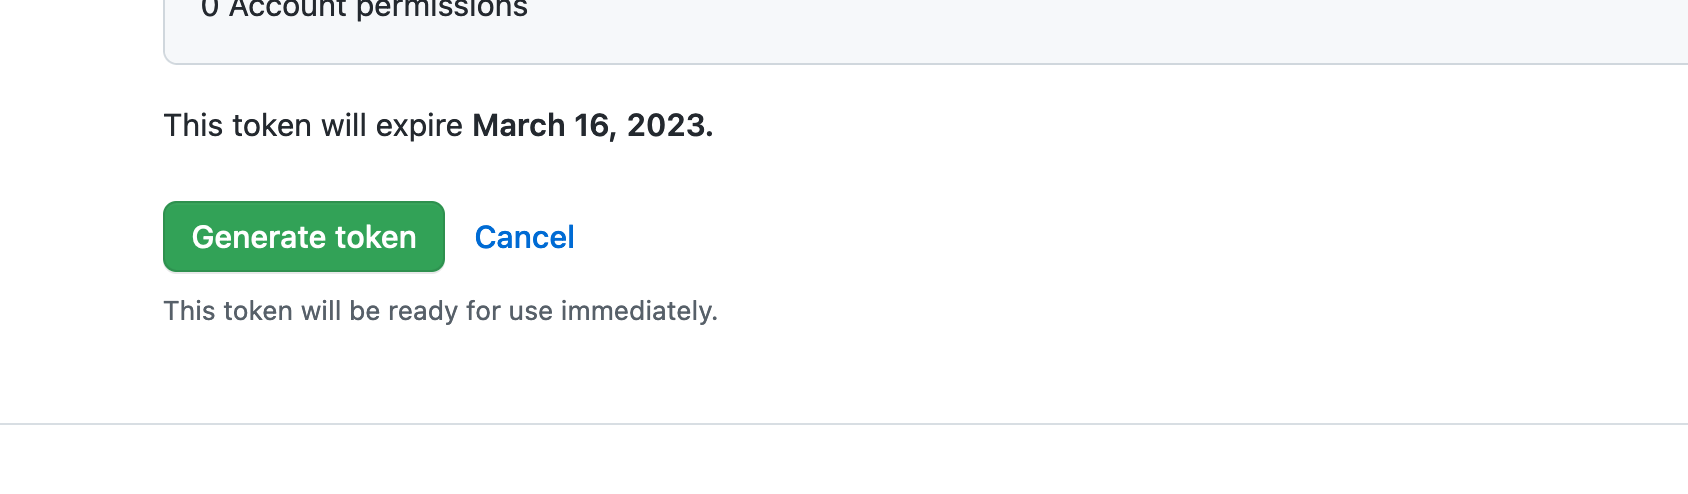 0 Account permissions
This token will expire March 16, 2023.
Generate token Cancel
This token will be ready for use immediately.